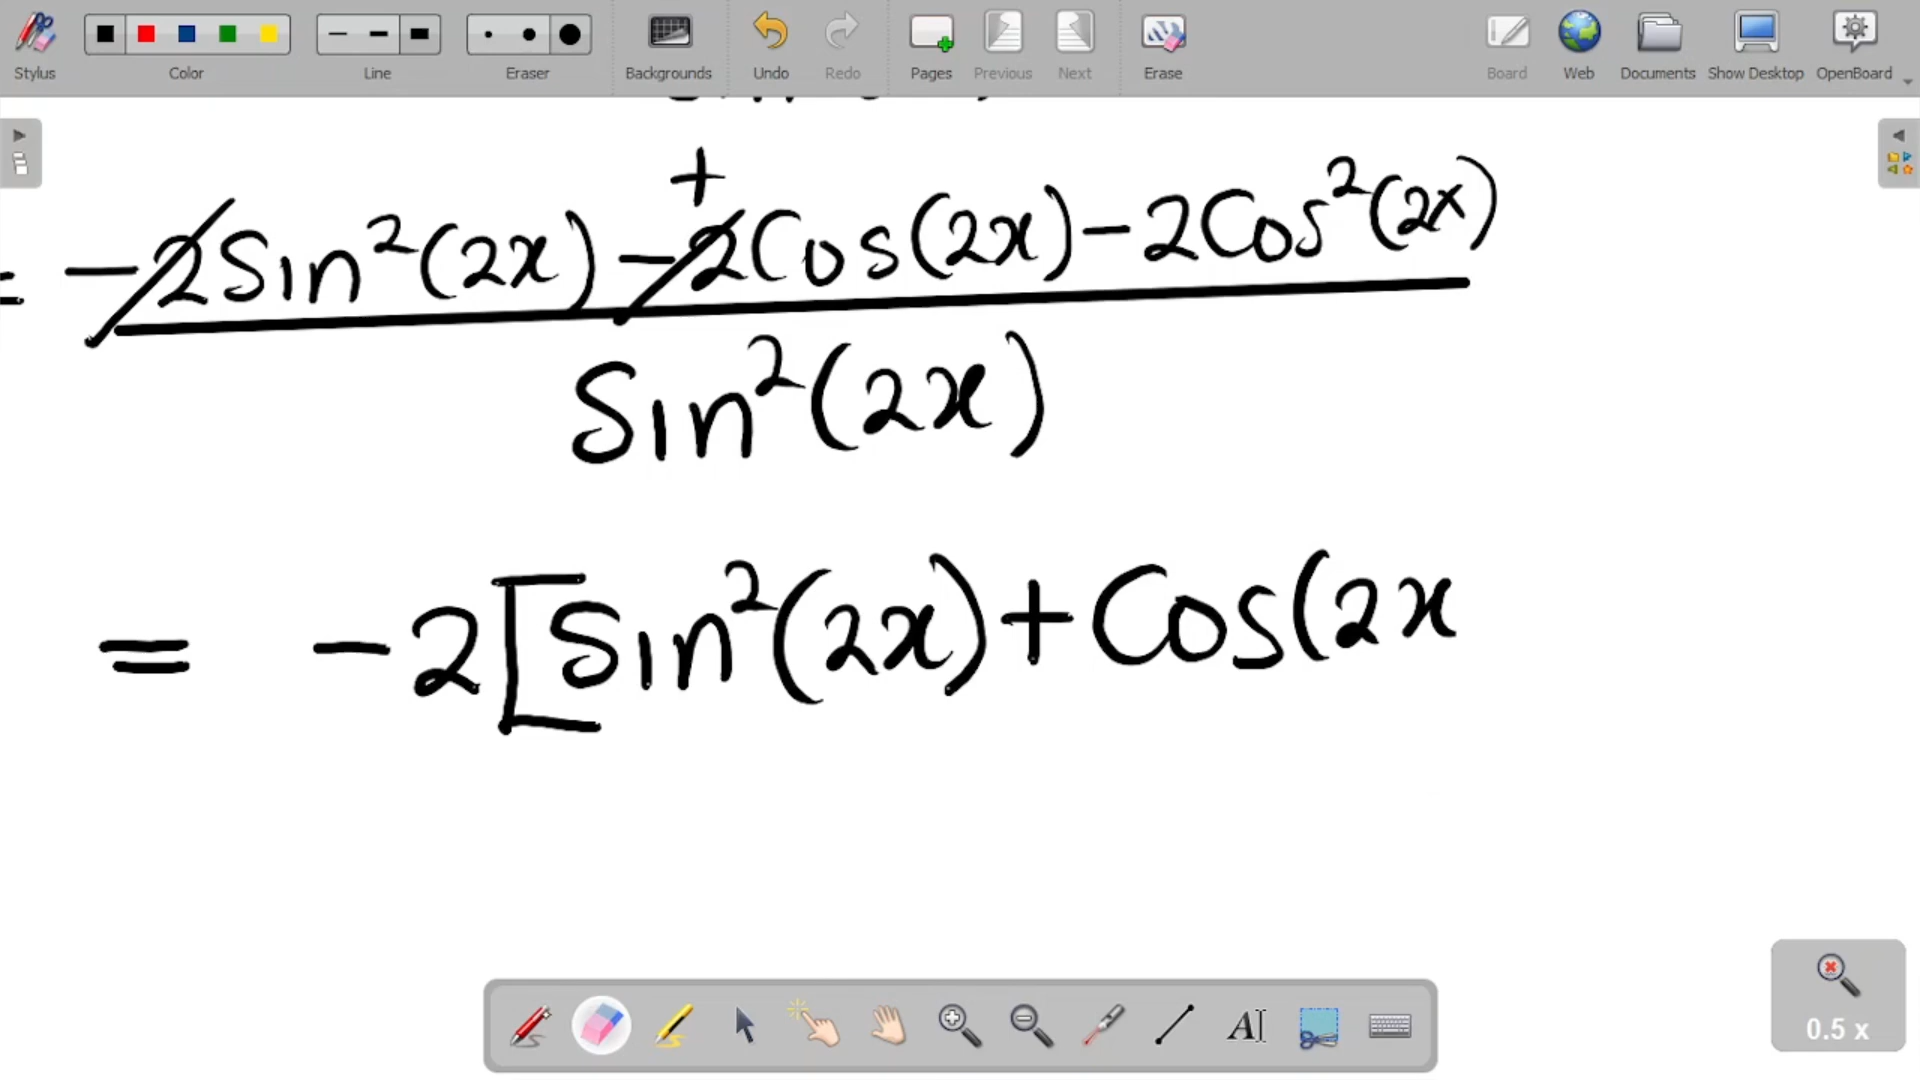 Stylus Color Line Eraser Backgrounds Undo Redo Pages Previous Next Erase Board Web Documents Show Desktop OpenBoard
+
= -2Sin²(2x) -2Cos(2x) -2Cos²(2x)
Sin²(2x)
= -2[Sin²(2x)+Cos(2x
AI
0.5 x